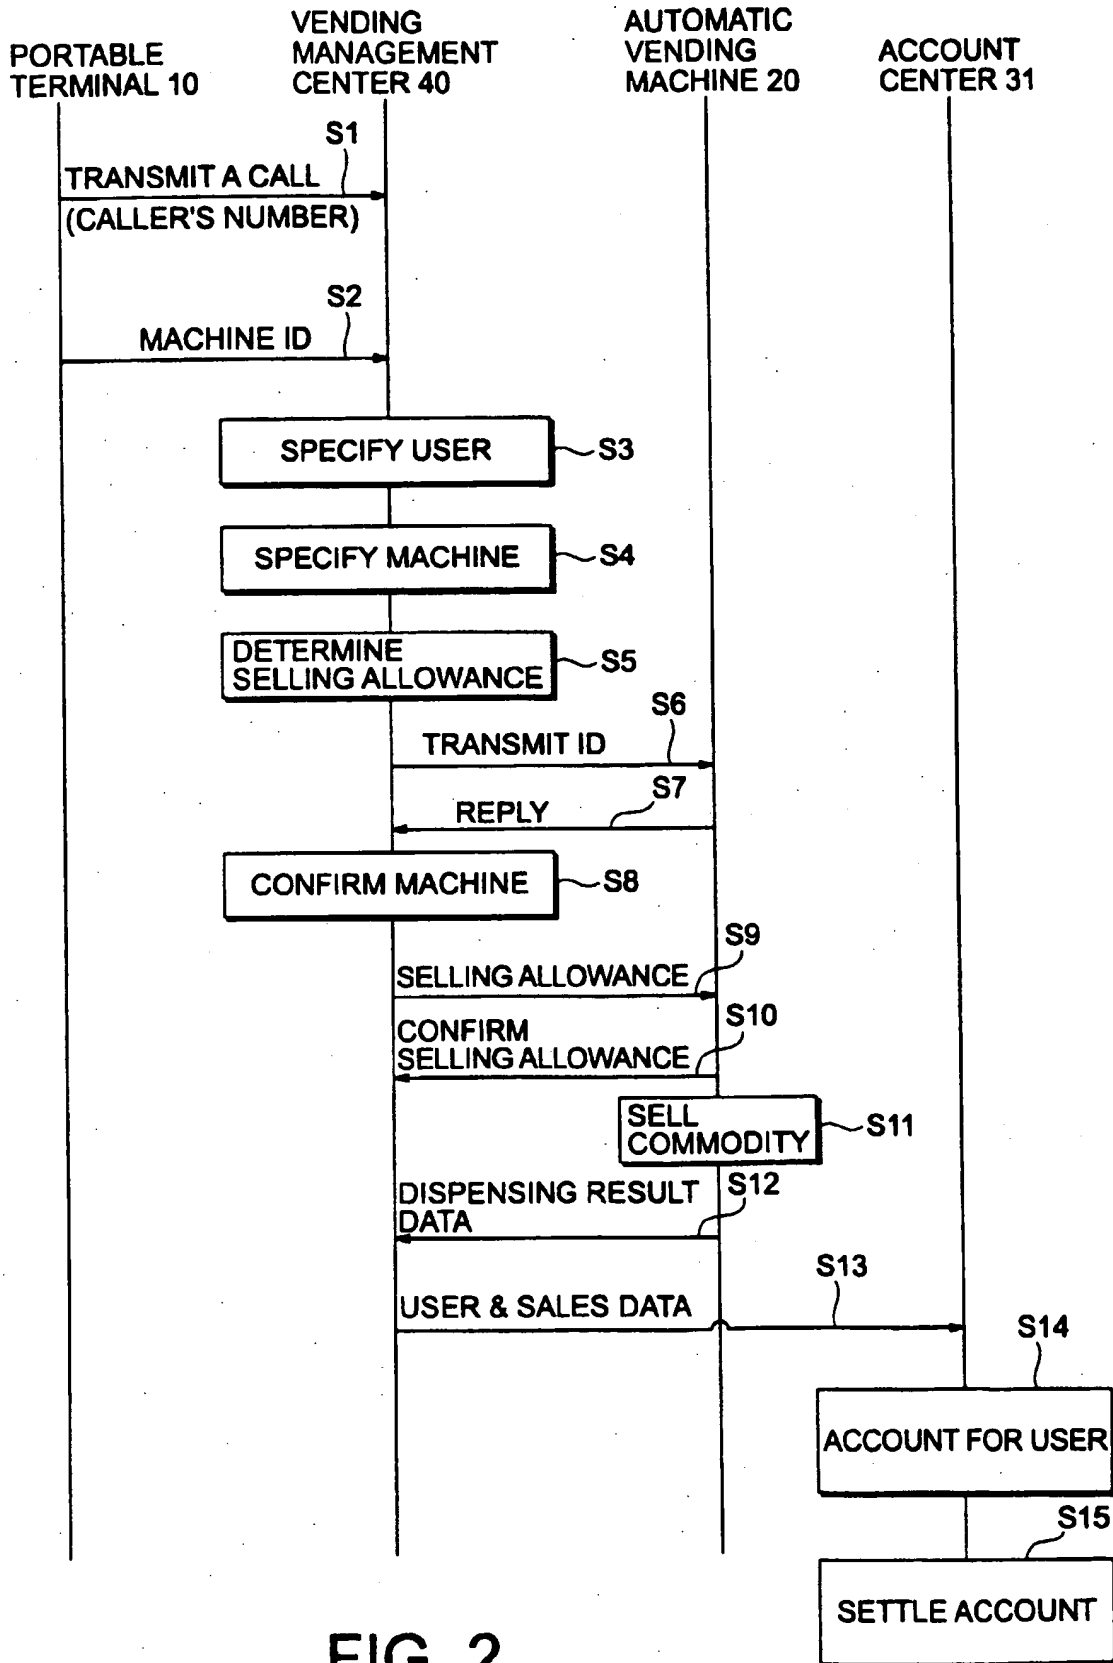 PORTABLE
TERMINAL 10
VENDING
MANAGEMENT
CENTER 40
AUTOMATIC
VENDING
MACHINE 20
ACCOUNT
CENTER 31
S1
TRANSMIT A CALL
(CALLER'S NUMBER)
S2
MACHINE ID
SPECIFY USER
S3
SPECIFY MACHINE
S4
DETERMINE
SELLING ALLOWANCE
S5
S6
TRANSMIT ID
S7
REPLY
CONFIRM MACHINE
S8
S9
SELLING ALLOWANCE
S10
CONFIRM
SELLING ALLOWANCE
SELL
COMMODITY
S11
S12
DISPENSING RESULT
DATA
S13
USER & SALES DATA
S14
ACCOUNT FOR USER
S15
SETTLE ACCOUNT
FIG. 2